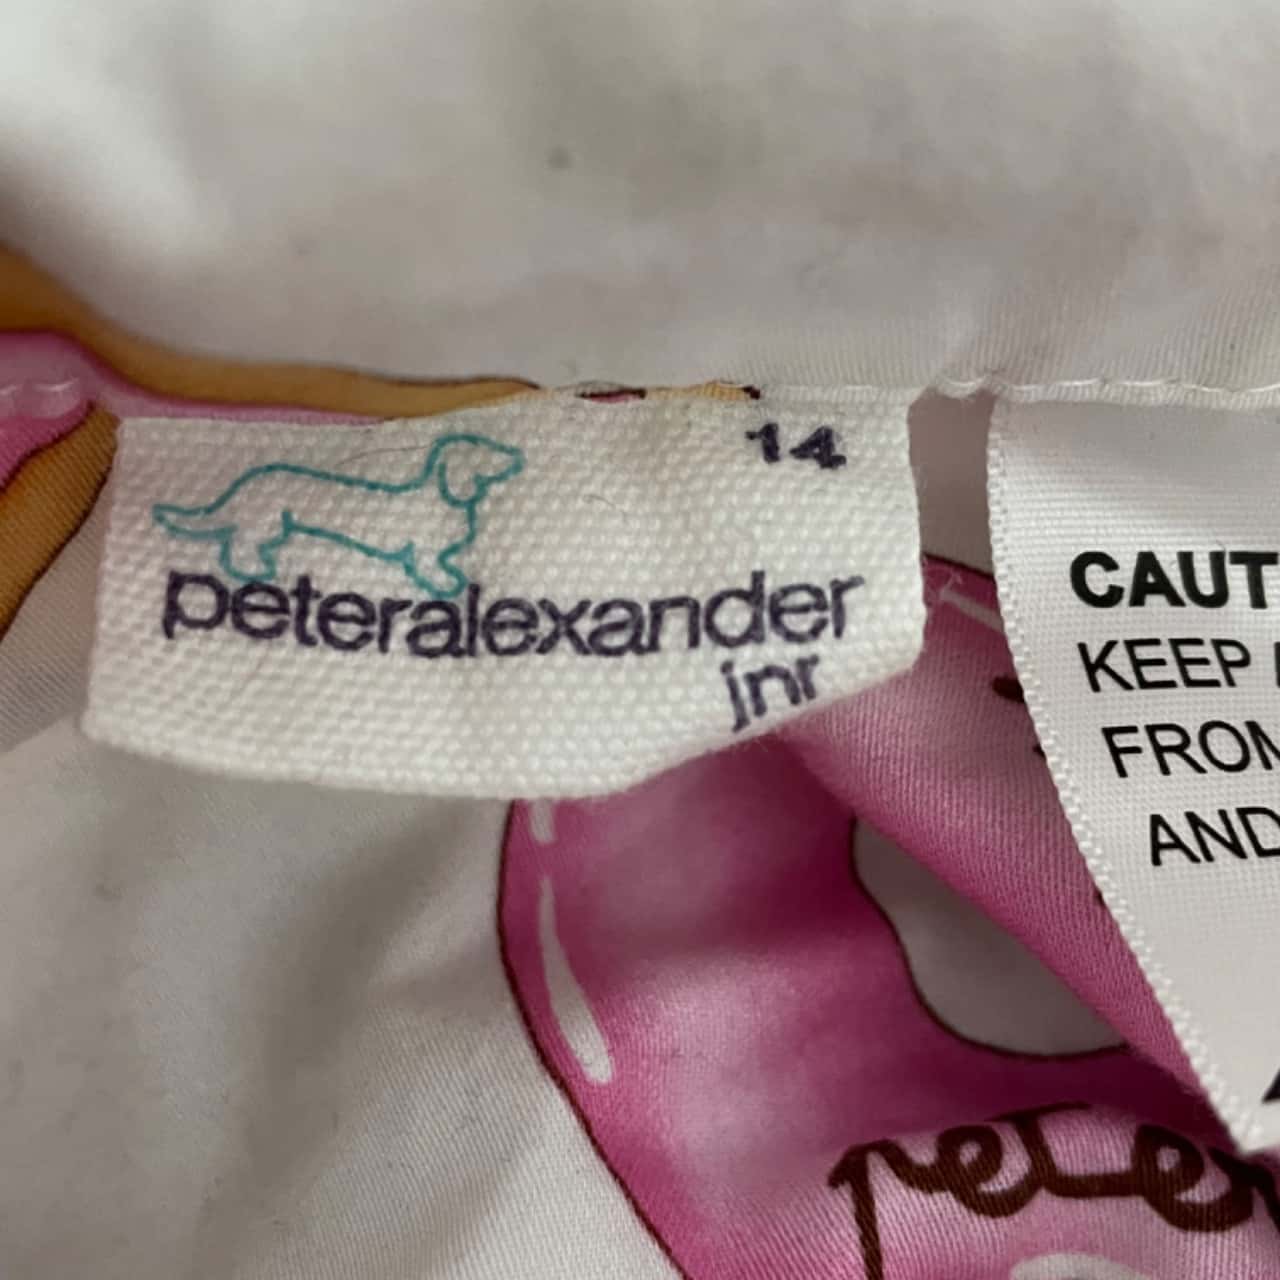 14
peteralexander
jnr
CAUT
KEEP
FROM
AND
peter